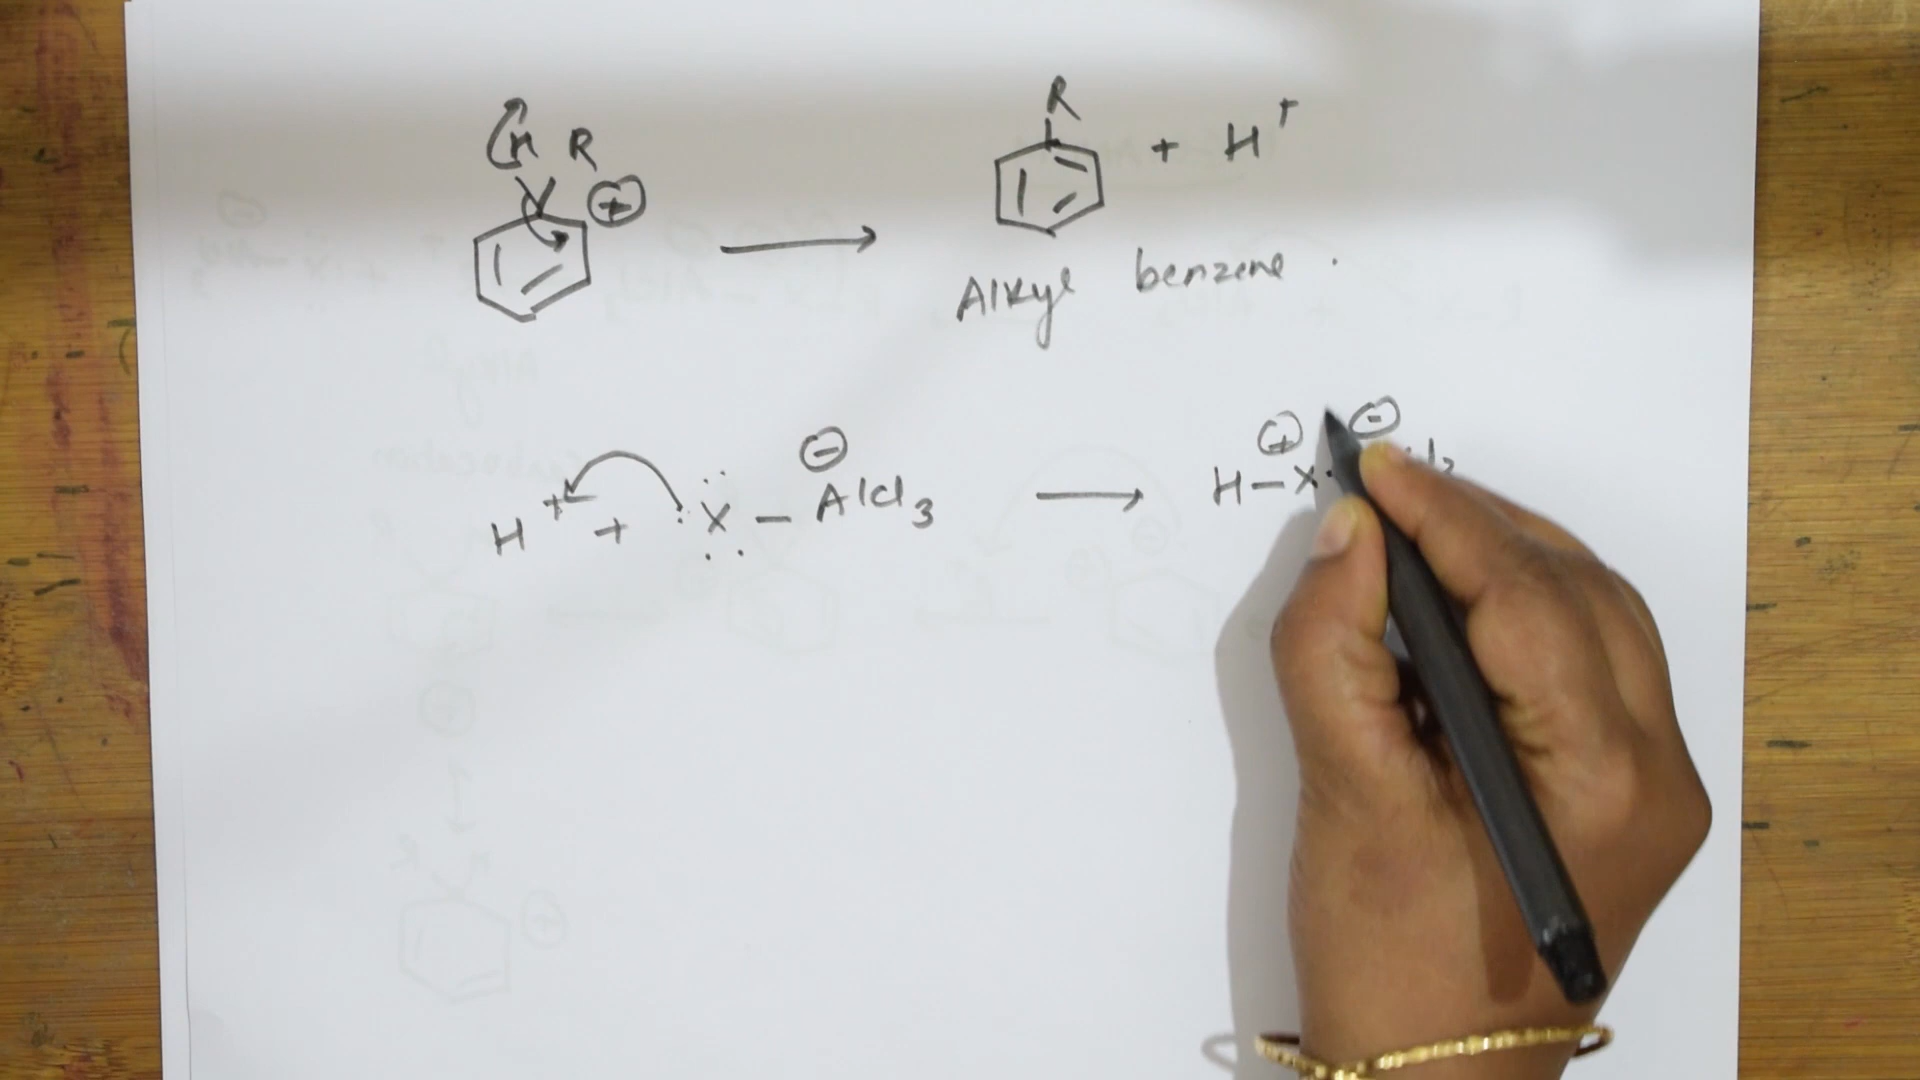 H R
⊕
R
+ H+
Alkyl benzene .
H+ + :X – AlCl3
⊖
H–X
⊕ ⊖